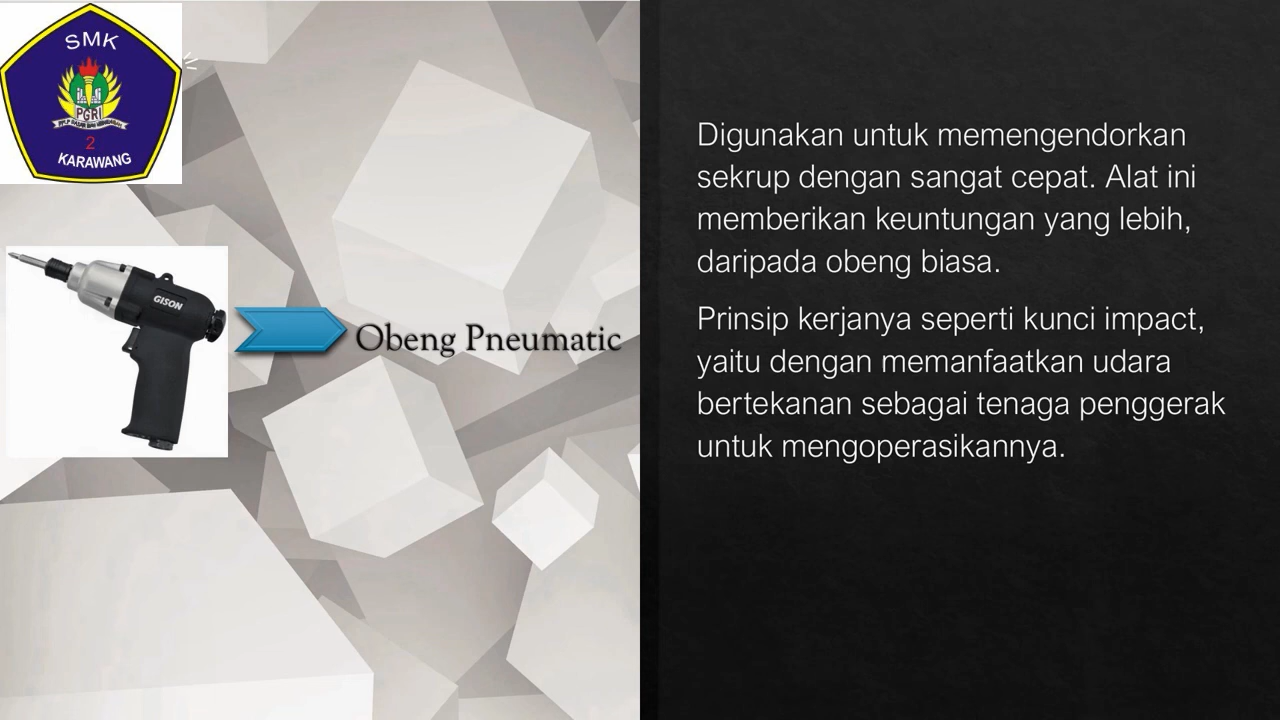 SMK
PGRI
2
KARAWANG
GISON
Obeng Pneumatic
Digunakan untuk memengendorkan
sekrup dengan sangat cepat. Alat ini
memberikan keuntungan yang lebih,
daripada obeng biasa.
Prinsip kerjanya seperti kunci impact,
yaitu dengan memanfaatkan udara
bertekanan sebagai tenaga penggerak
untuk mengoperasikannya.